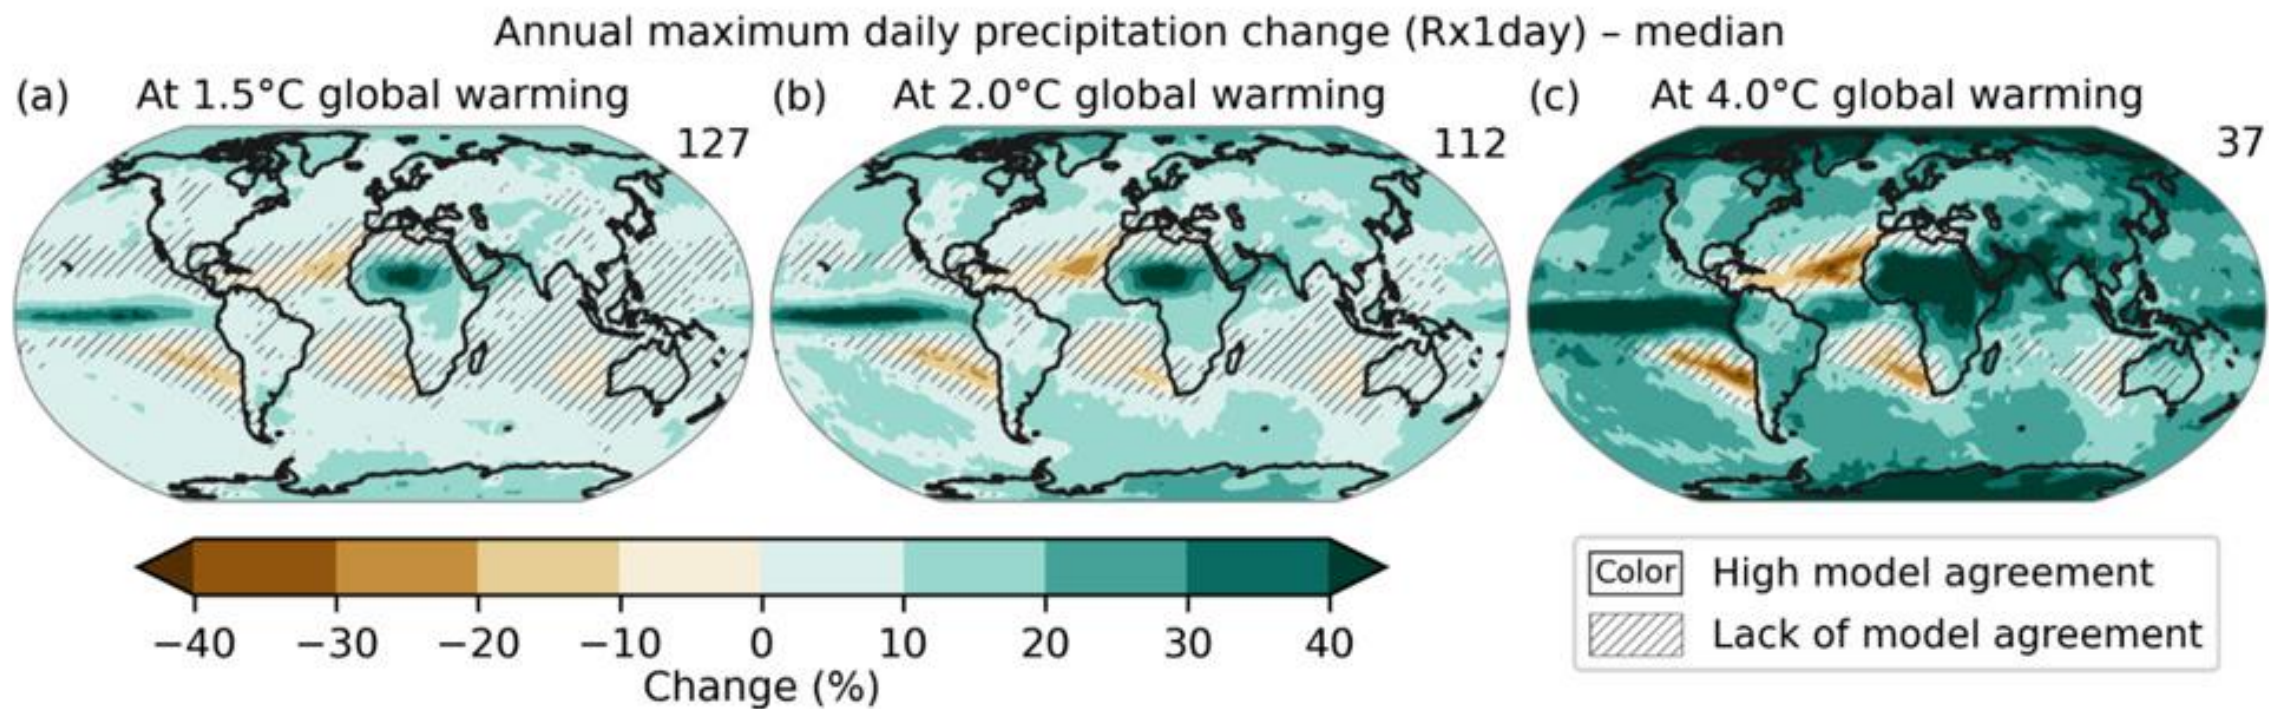 Annual maximum daily precipitation change (Rx1day) – median
(a) At 1.5°C global warming (b) At 2.0°C global warming (c) At 4.0°C global warming
127 112 37
−40 −30 −20 −10 0 10 20 30 40
Change (%)
Color High model agreement
Lack of model agreement